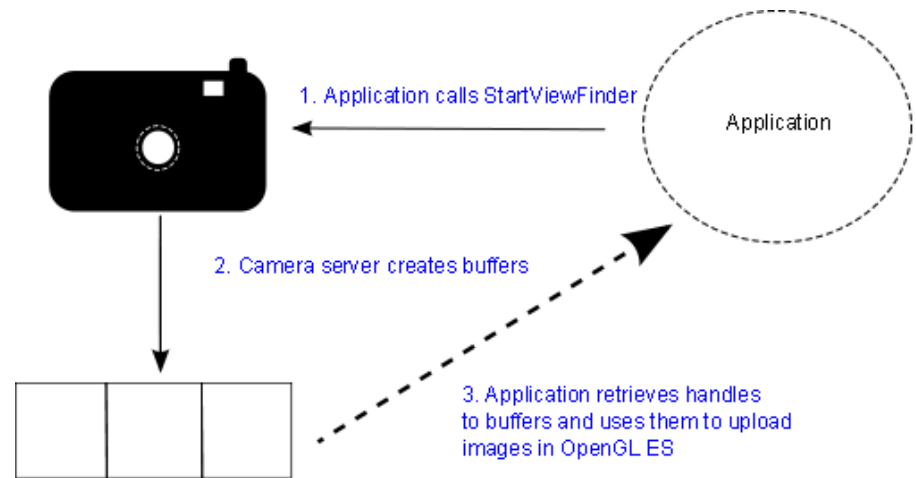 1. Application calls StartViewFinder
Application
2. Camera server creates buffers
3. Application retrieves handles
to buffers and uses them to upload
images in OpenGL ES